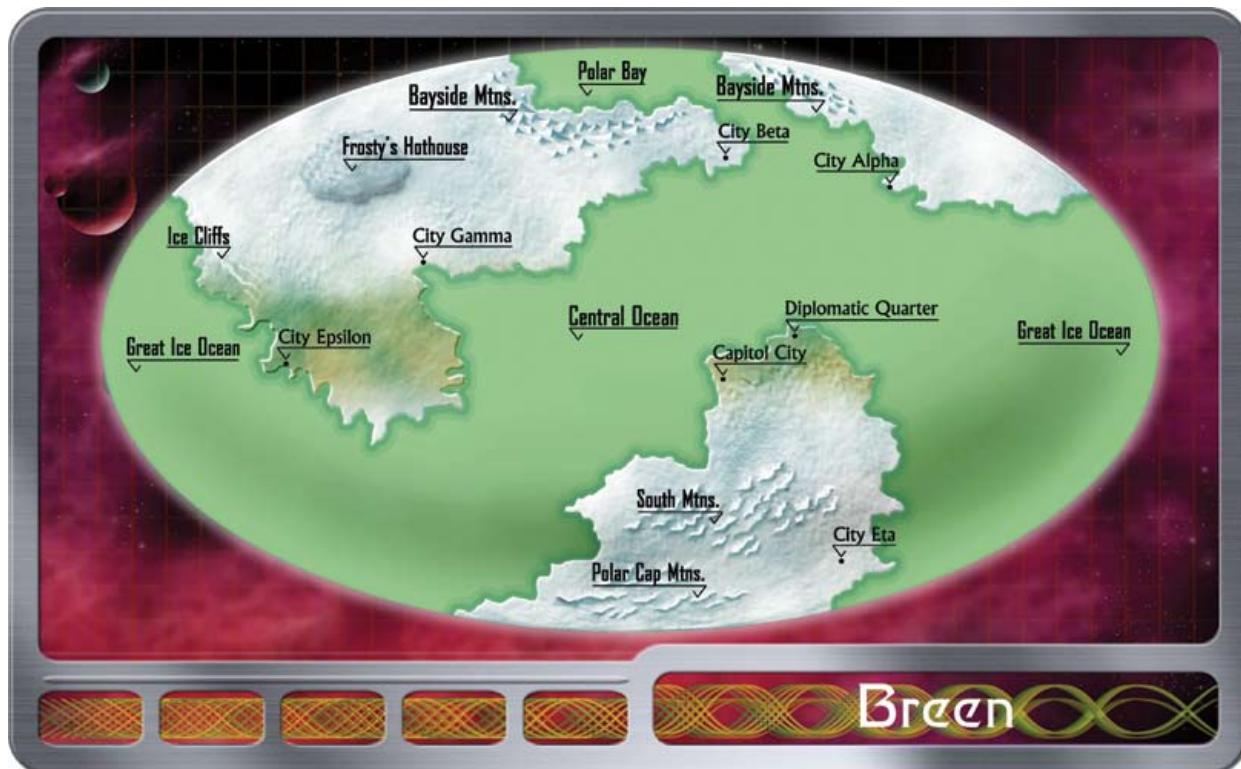 Polar Bay
Bayside Mtns.
Bayside Mtns.
City Beta
Frosty's Hothouse
City Alpha
Ice Cliffs
City Gamma
Diplomatic Quarter
Central Ocean
City Epsilon
Great Ice Ocean
Great Ice Ocean
Capitol City
South Mtns.
City Eta
Polar Cap Mtns.
Breen